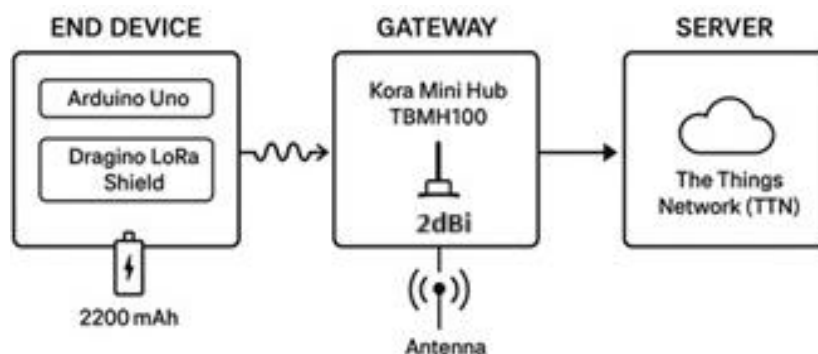 END DEVICE
Arduino Uno
Dragino LoRa
Shield
2200 mAh
GATEWAY
Kora Mini Hub
TBMH100
2dBi
Antenna
SERVER
The Things
Network (TTN)